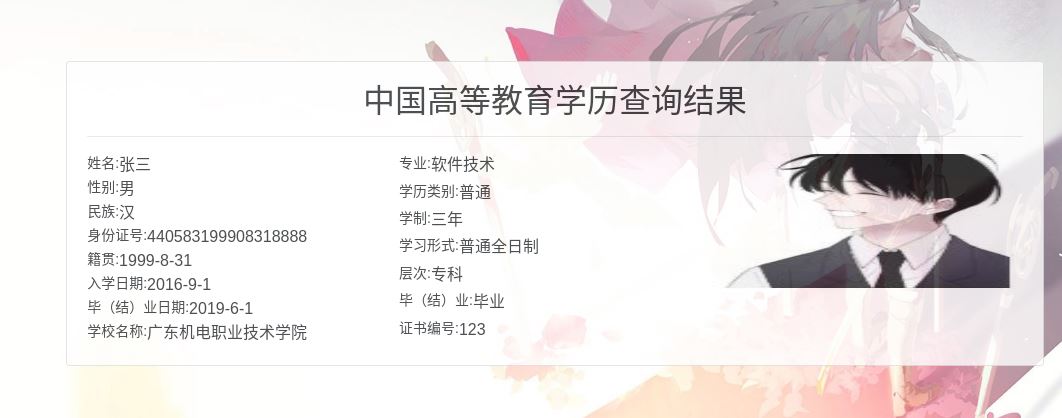 中国高等教育学历查询结果
姓名:张三
性别:男
民族:汉
身份证号:440583199908318888
籍贯:1999-8-31
入学日期:2016-9-1
毕（结）业日期:2019-6-1
学校名称:广东机电职业技术学院
专业:软件技术
学历类别:普通
学制:三年
学习形式:普通全日制
层次:专科
毕（结）业:毕业
证书编号:123